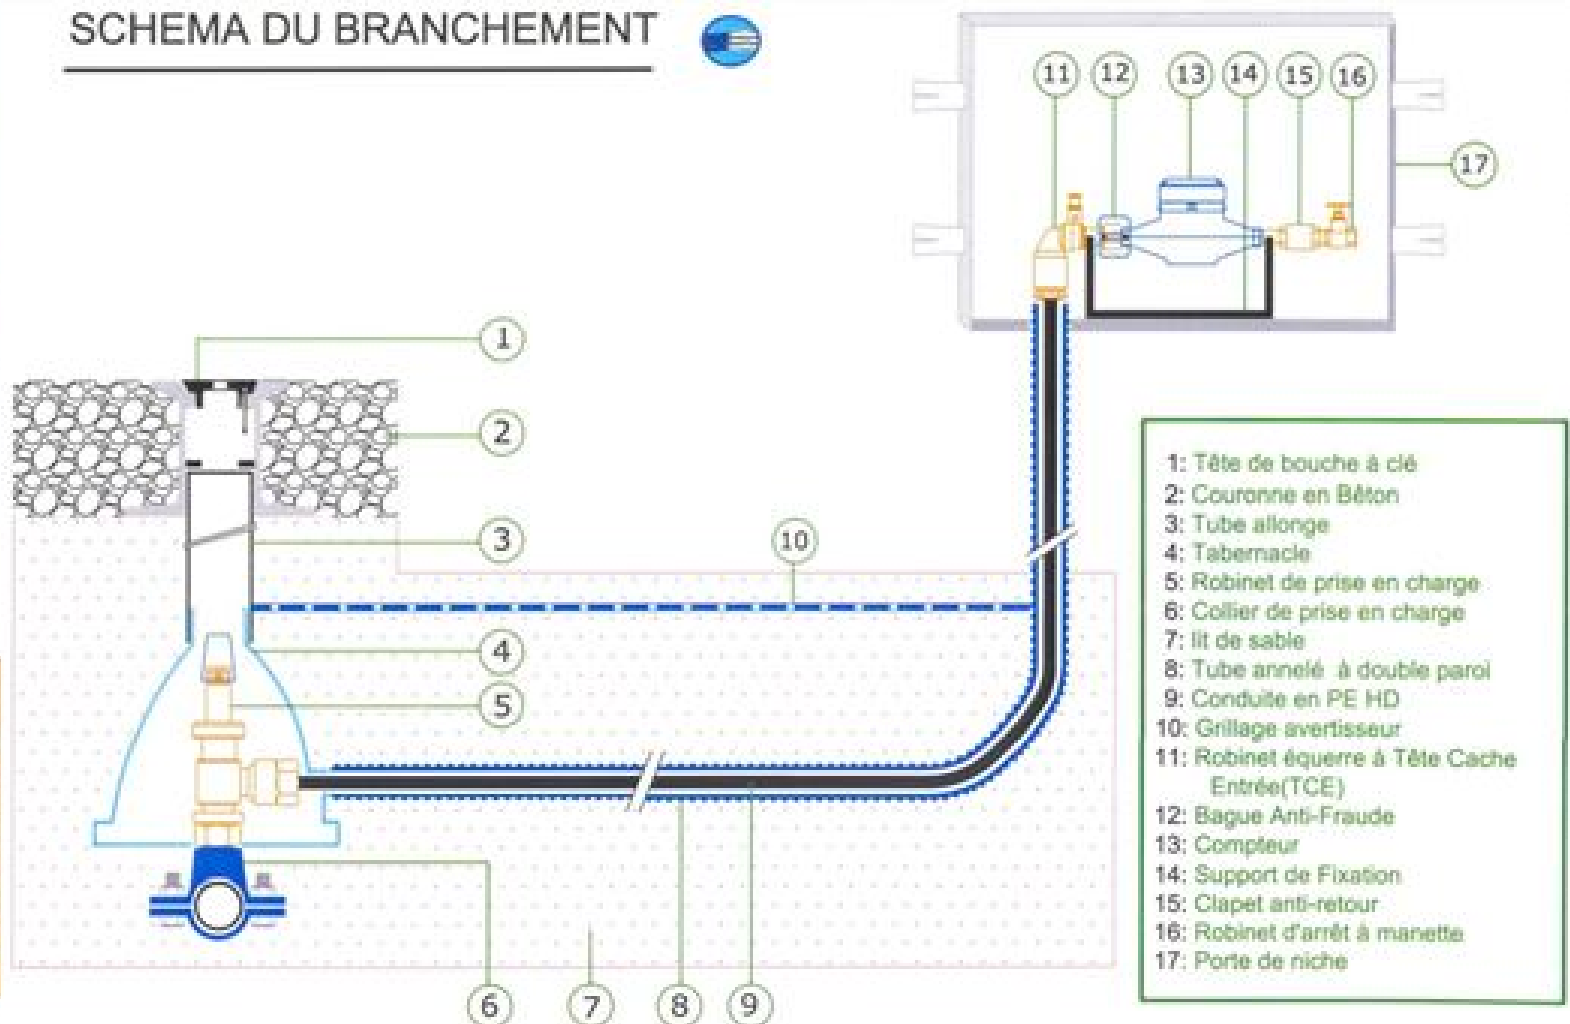 SCHEMA DU BRANCHEMENT
11 12 13 14 15 16
17
1
2
3
10
4
5
6 7 8 9
1: Tête de bouche à clé
2: Couronne en Bêton
3: Tube allonge
4: Tabernacle
5: Robinet de prise en charge
6: Collier de prise en charge
7: lit de sable
8: Tube annelé à double paroi
9: Conduite en PE HD
10: Grillage avertisseur
11: Robinet équerre à Tête Cache
Entrée(TCE)
12: Bague Anti-Fraude
13: Compteur
14: Support de Fixation
15: Clapet anti-retour
16: Robinet d'arrêt à manette
17: Porte de niche